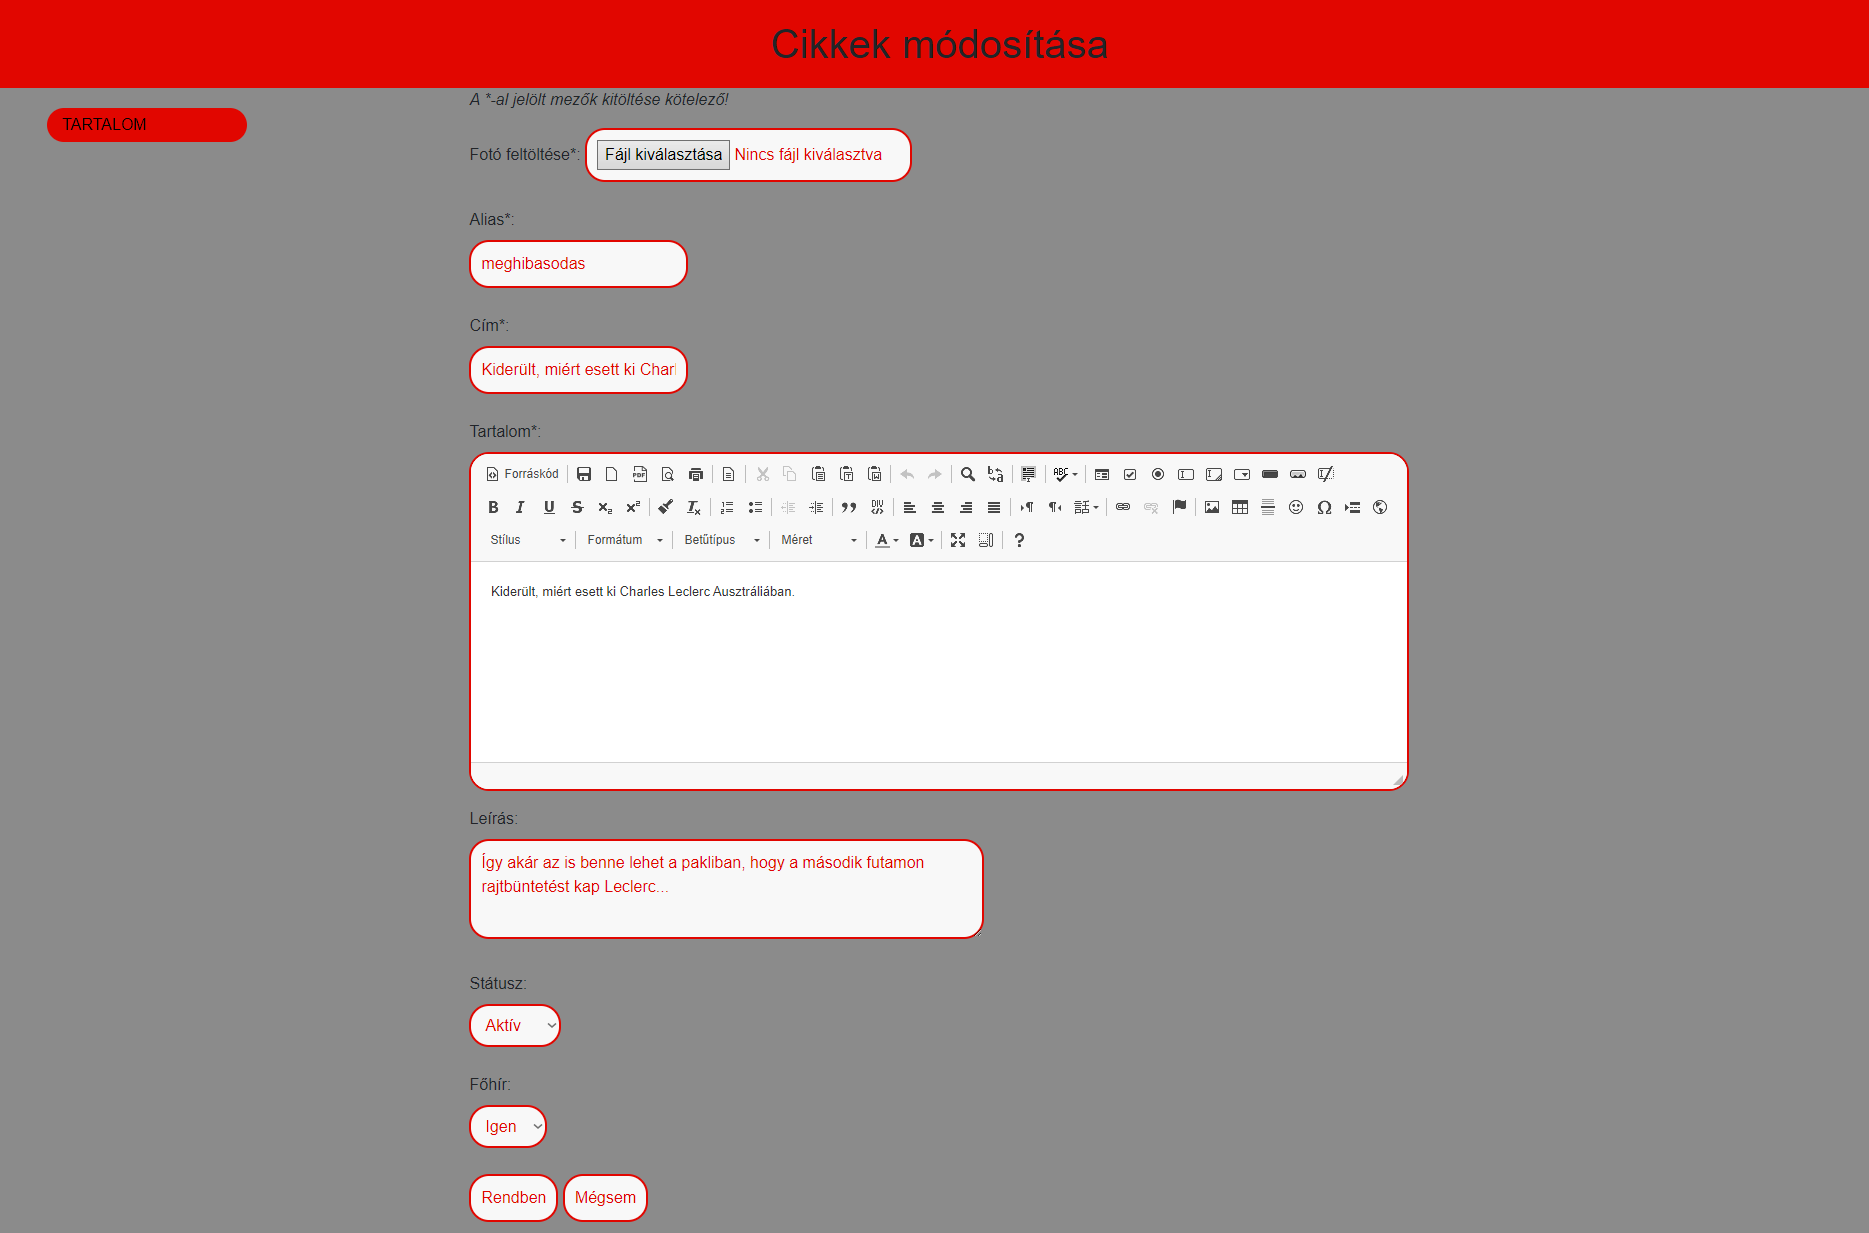 Cikkek módosítása
TARTALOM
A *-al jelölt mezők kitöltése kötelező!
Fotó feltöltése*: Fájl kiválasztása Nincs fájl kiválasztva
Alias*:
meghibasodas
Cím*:
Kiderült, miért esett ki Charl
Tartalom*:
Forráskód
Stílus Formátum Betűtípus Méret
Kiderült, miért esett ki Charles Leclerc Ausztráliában.
Leírás:
Így akár az is benne lehet a pakliban, hogy a második futamon
rajtbüntetést kap Leclerc...
Státusz:
Aktív
Főhír:
Igen
Rendben Mégsem